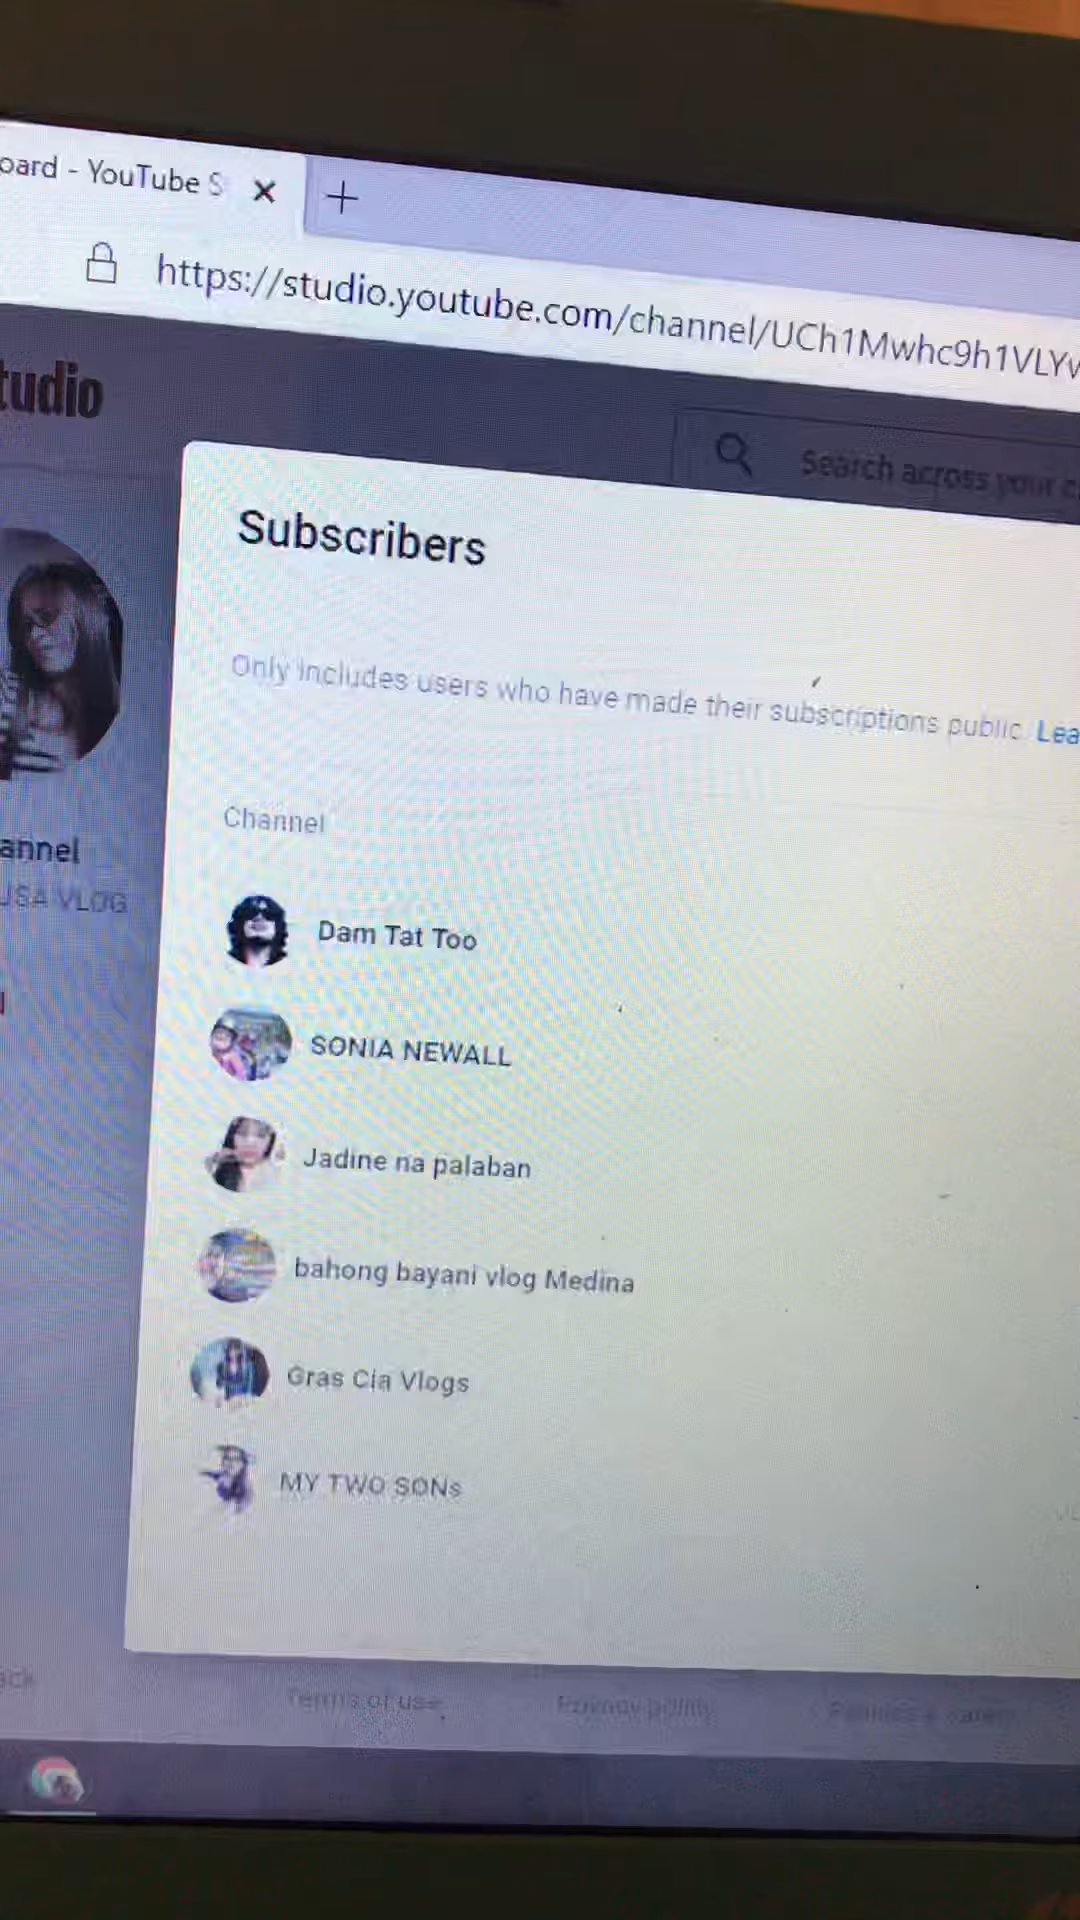 oard - YouTube S
https://studio.youtube.com/channel/UCh1Mwhc9h1VLYv
tudio
Search across your c
Subscribers
Only includes users who have made their subscriptions public. Lea
Channel
annel
USA VLOG
Dam Tat Too
SONIA NEWALL
Jadine na palaban
bahong bayani vlog Medina
Gras Cia Vlogs
MY TWO SONs
Terms of use
Privacy policy